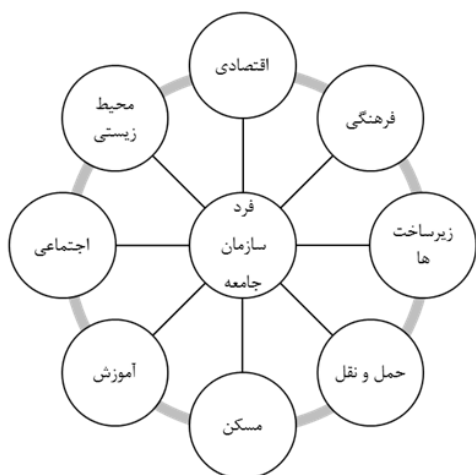 اقتصادی
فرهنگی
زیرساخت
ها
حمل و نقل
مسکن
آموزش
اجتماعی
محیط
زیستی
فرد
سازمان
جامعه